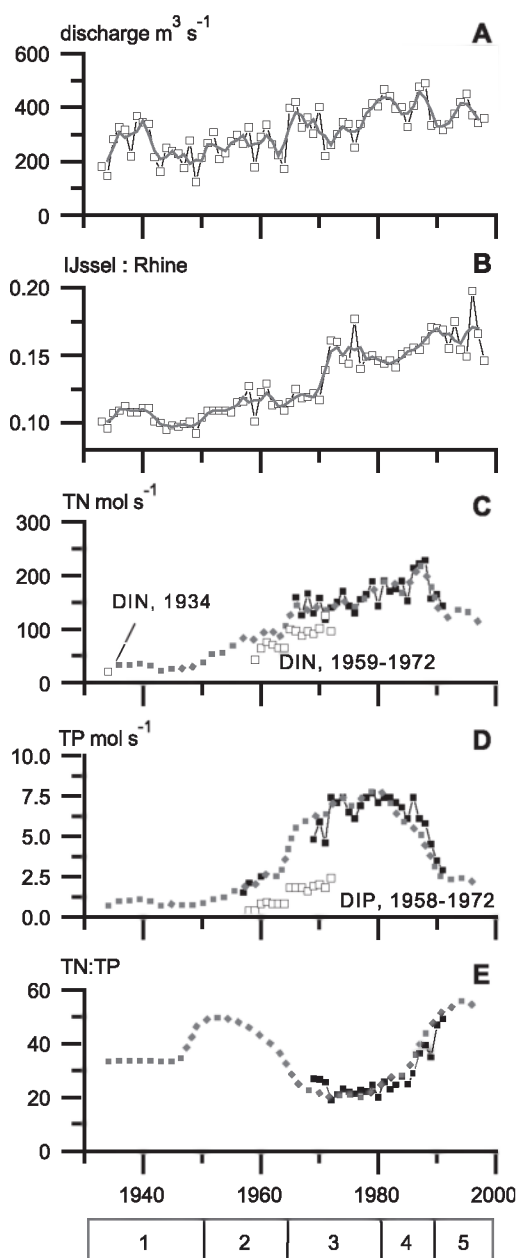 discharge m³ s⁻¹
A
600
400
200
0
IJssel : Rhine
B
0.20
0.15
0.10
TN mol s⁻¹
C
300
200
100
0
DIN, 1934
DIN, 1959-1972
TP mol s⁻¹
D
10.0
7.5
5.0
2.5
0.0
DIP, 1958-1972
TN:TP
E
60
40
20
0
1940 1960 1980 2000
1 2 3 4 5